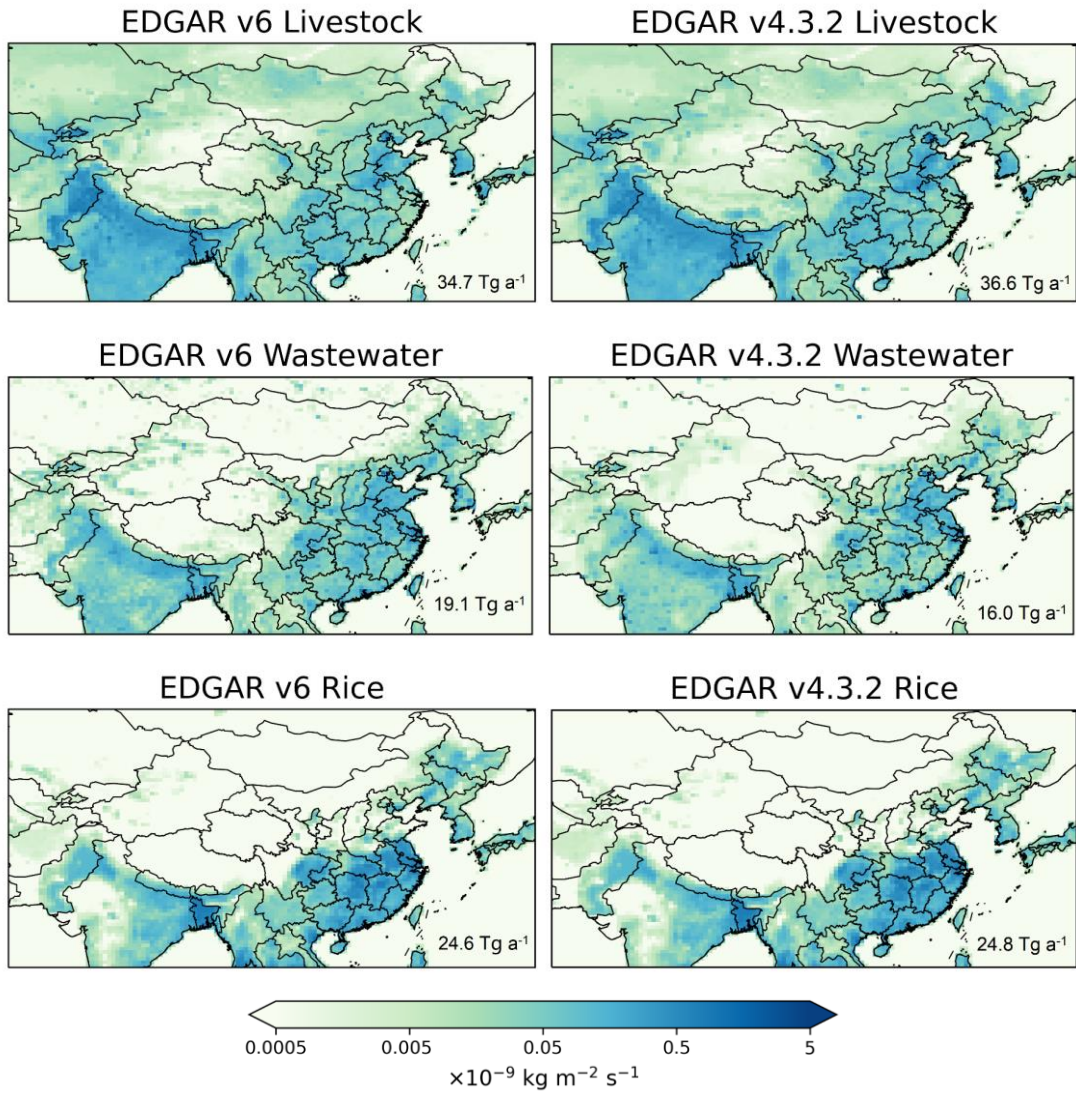 EDGAR v6 Livestock
EDGAR v4.3.2 Livestock
34.7 Tg a⁻¹
36.6 Tg a⁻¹
EDGAR v6 Wastewater
EDGAR v4.3.2 Wastewater
19.1 Tg a⁻¹
16.0 Tg a⁻¹
EDGAR v6 Rice
EDGAR v4.3.2 Rice
24.6 Tg a⁻¹
24.8 Tg a⁻¹
0.0005 0.005 0.05 0.5 5
×10⁻⁹ kg m⁻² s⁻¹